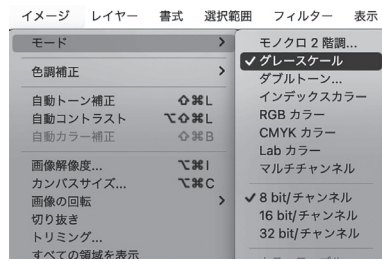 イメージ レイヤー 書式 選択範囲 フィルター 表示
モード >
色調補正 >
自動トーン補正 ⇧⌘L
自動コントラスト ⌥⇧⌘L
自動カラー補正 ⇧⌘B
画像解像度... ⌥⌘I
カンバスサイズ... ⌥⌘C
画像の回転 >
切り抜き
トリミング...
すべての領域を表示
モノクロ 2 階調...
✓ グレースケール
ダブルトーン...
インデックスカラー
RGB カラー
CMYK カラー
Lab カラー
マルチチャンネル
✓ 8 bit/チャンネル
16 bit/チャンネル
32 bit/チャンネル